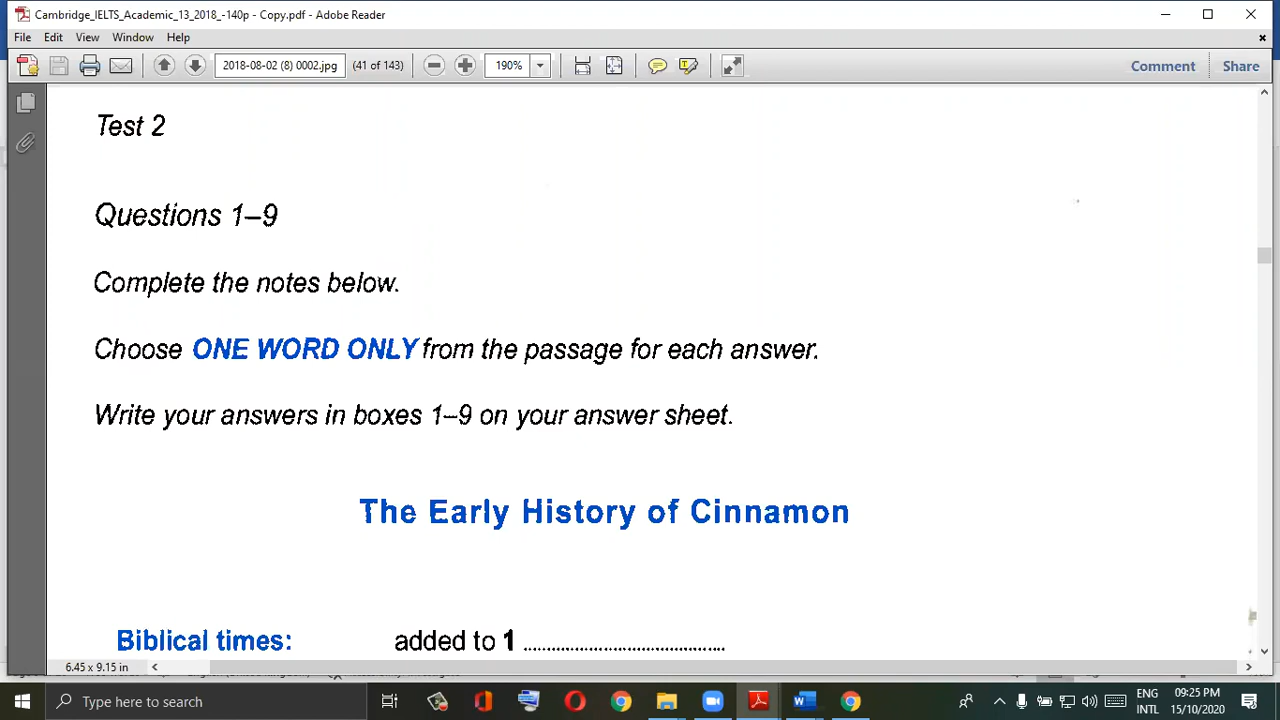 Cambridge_IELTS_Academic_13_2018_-140p - Copy.pdf - Adobe Reader
File Edit View Window Help
2018-08-02 (8) 0002.jpg (41 of 143) 190% Comment Share
Test 2
Questions 1–9
Complete the notes below.
Choose ONE WORD ONLY from the passage for each answer.
Write your answers in boxes 1–9 on your answer sheet.
The Early History of Cinnamon
Biblical times: added to 1 ........................................
6.45 x 9.15 in
Type here to search
ENG 09:25 PM
INTL 15/10/2020